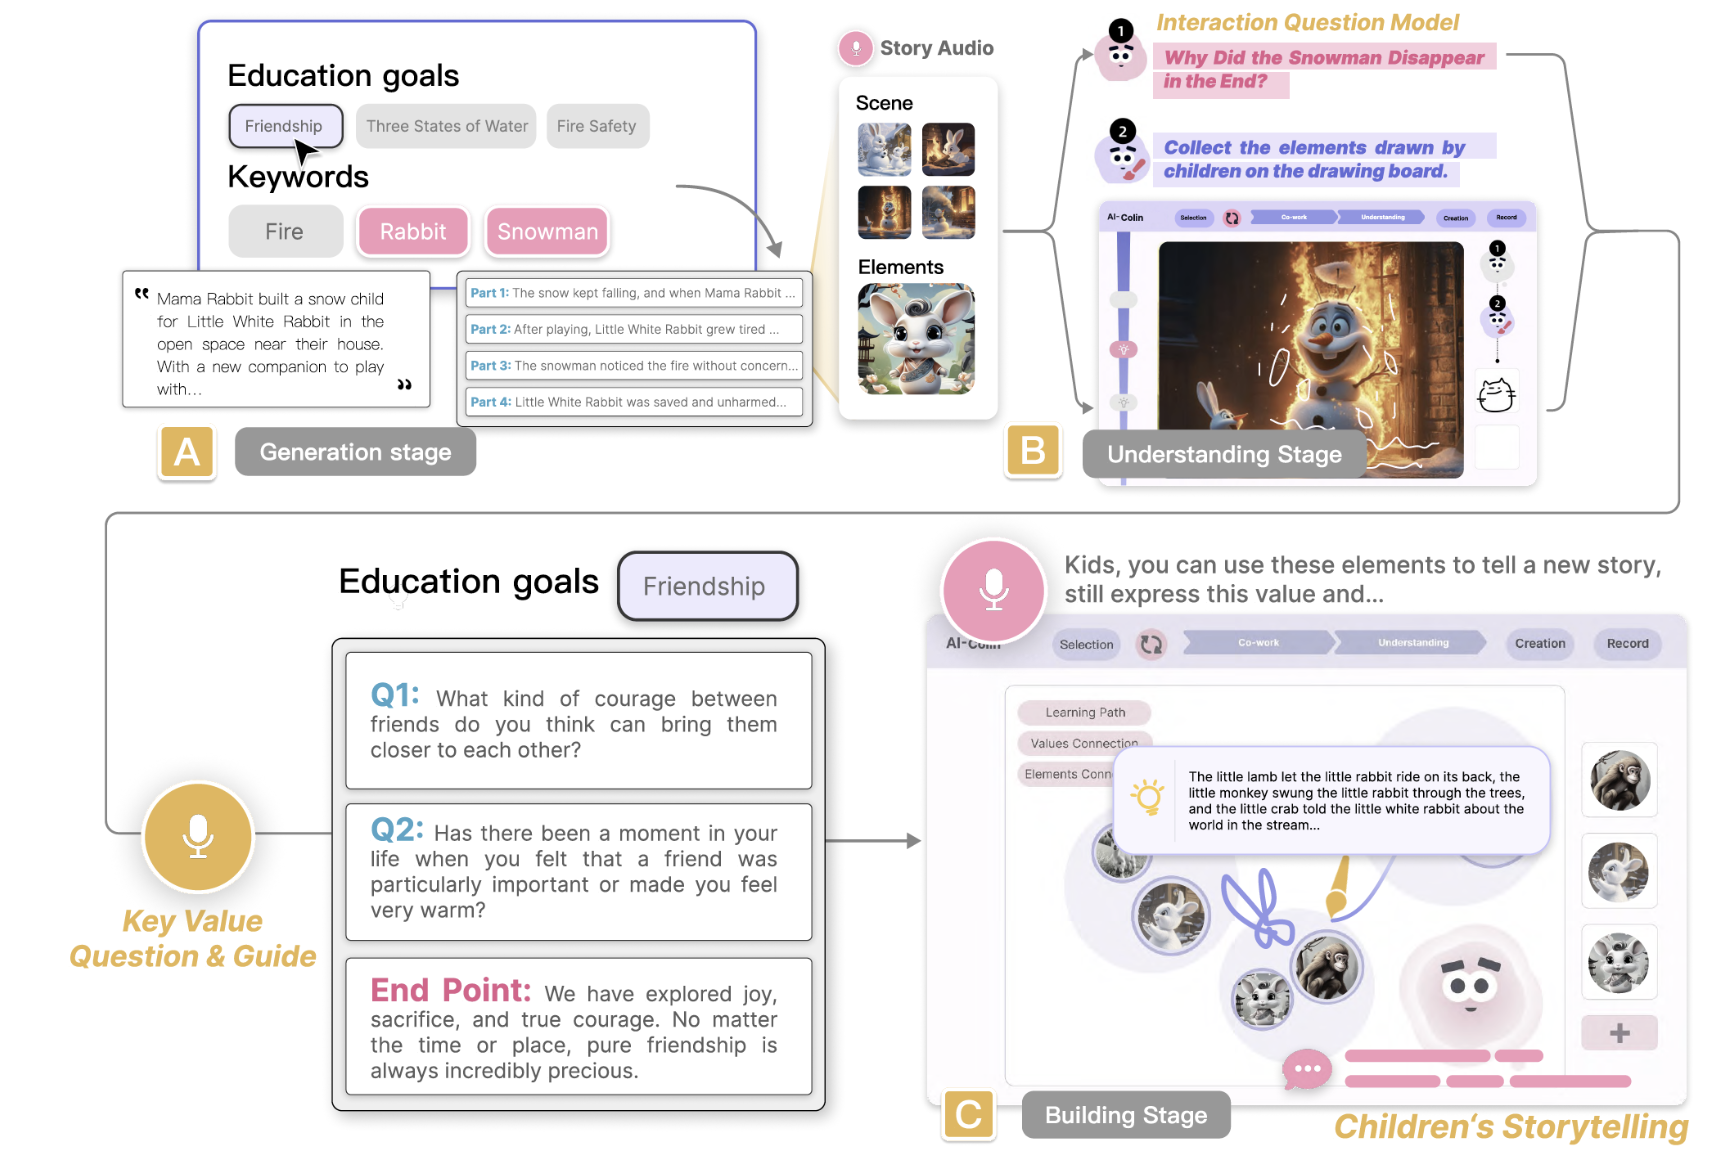 Education goals
Friendship
Three States of Water
Fire Safety
Keywords
Fire
Rabbit
Snowman
“ Mama Rabbit built a snow child
for Little White Rabbit in the
open space near their house.
With a new companion to play
with... ”
Part 1: The snow kept falling, and when Mama Rabbit ...
Part 2: After playing, Little White Rabbit grew tired ...
Part 3: The snowman noticed the fire without concern...
Part 4: Little White Rabbit was saved and unharmed...
A
Generation stage
Story Audio
Scene
Elements
Interaction Question Model
1
Why Did the Snowman Disappear
in the End?
2
Collect the elements drawn by
children on the drawing board.
AI-Colin
Selection
Co-work
Understanding
Creation
Record
1
2
B
Understanding Stage
Key Value
Question & Guide
Education goals
Friendship
Q1: What kind of courage between
friends do you think can bring them
closer to each other?
Q2: Has there been a moment in your
life when you felt that a friend was
particularly important or made you feel
very warm?
End Point: We have explored joy,
sacrifice, and true courage. No matter
the time or place, pure friendship is
always incredibly precious.
Kids, you can use these elements to tell a new story,
still express this value and...
AI-Colin
Selection
Co-work
Understanding
Creation
Record
Learning Path
Values Connection
Elements Conn
The little lamb let the little rabbit ride on its back, the
little monkey swung the little rabbit through the trees,
and the little crab told the little white rabbit about the
world in the stream...
C
Building Stage
Children‘s Storytelling